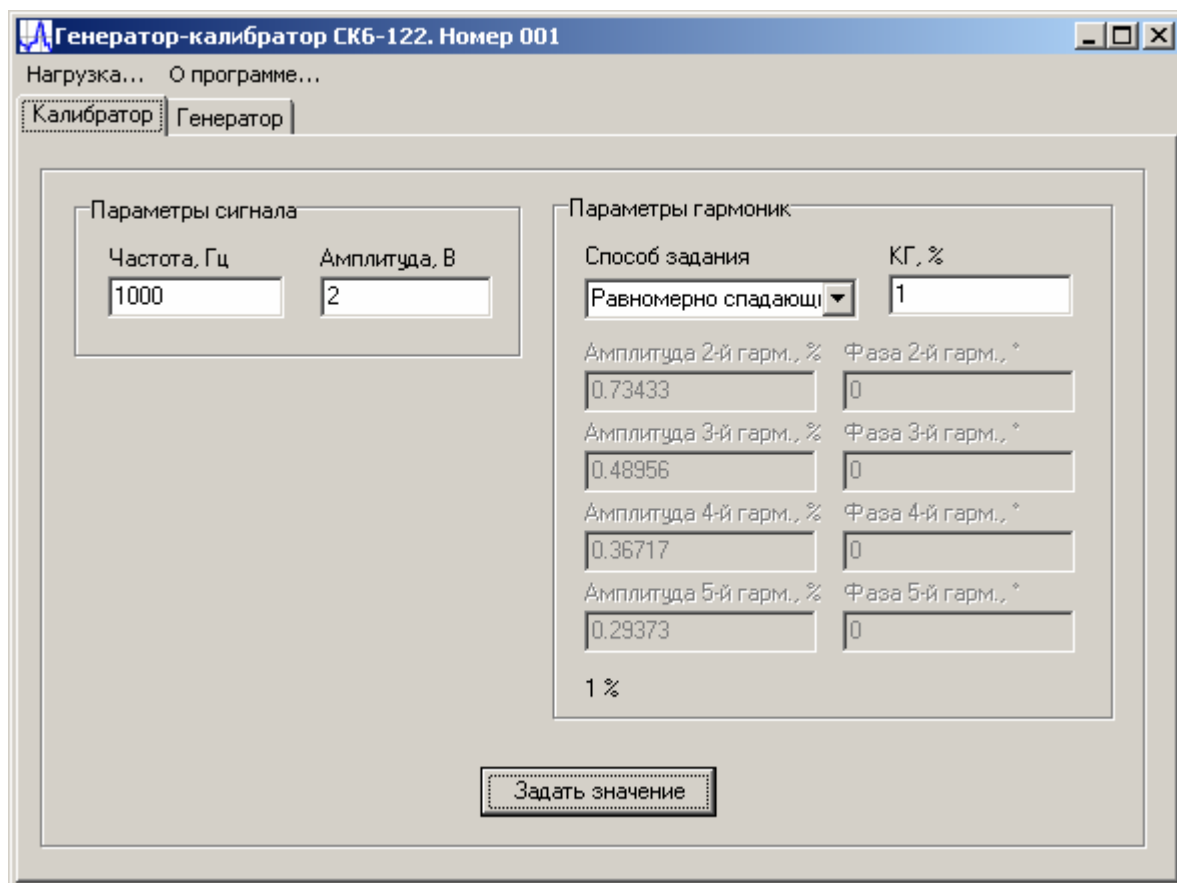 Генератор-калибратор СК6-122. Номер 001
Нагрузка... О программе...
Калибратор Генератор
Параметры сигнала
Частота, Гц Амплитуда, В
1000 2
Параметры гармоник
Способ задания КГ, %
Равномерно спадающи 1
Амплитуда 2-й гарм., % Фаза 2-й гарм., °
0.73433 0
Амплитуда 3-й гарм., % Фаза 3-й гарм., °
0.48956 0
Амплитуда 4-й гарм., % Фаза 4-й гарм., °
0.36717 0
Амплитуда 5-й гарм., % Фаза 5-й гарм., °
0.29373 0
1 %
Задать значение